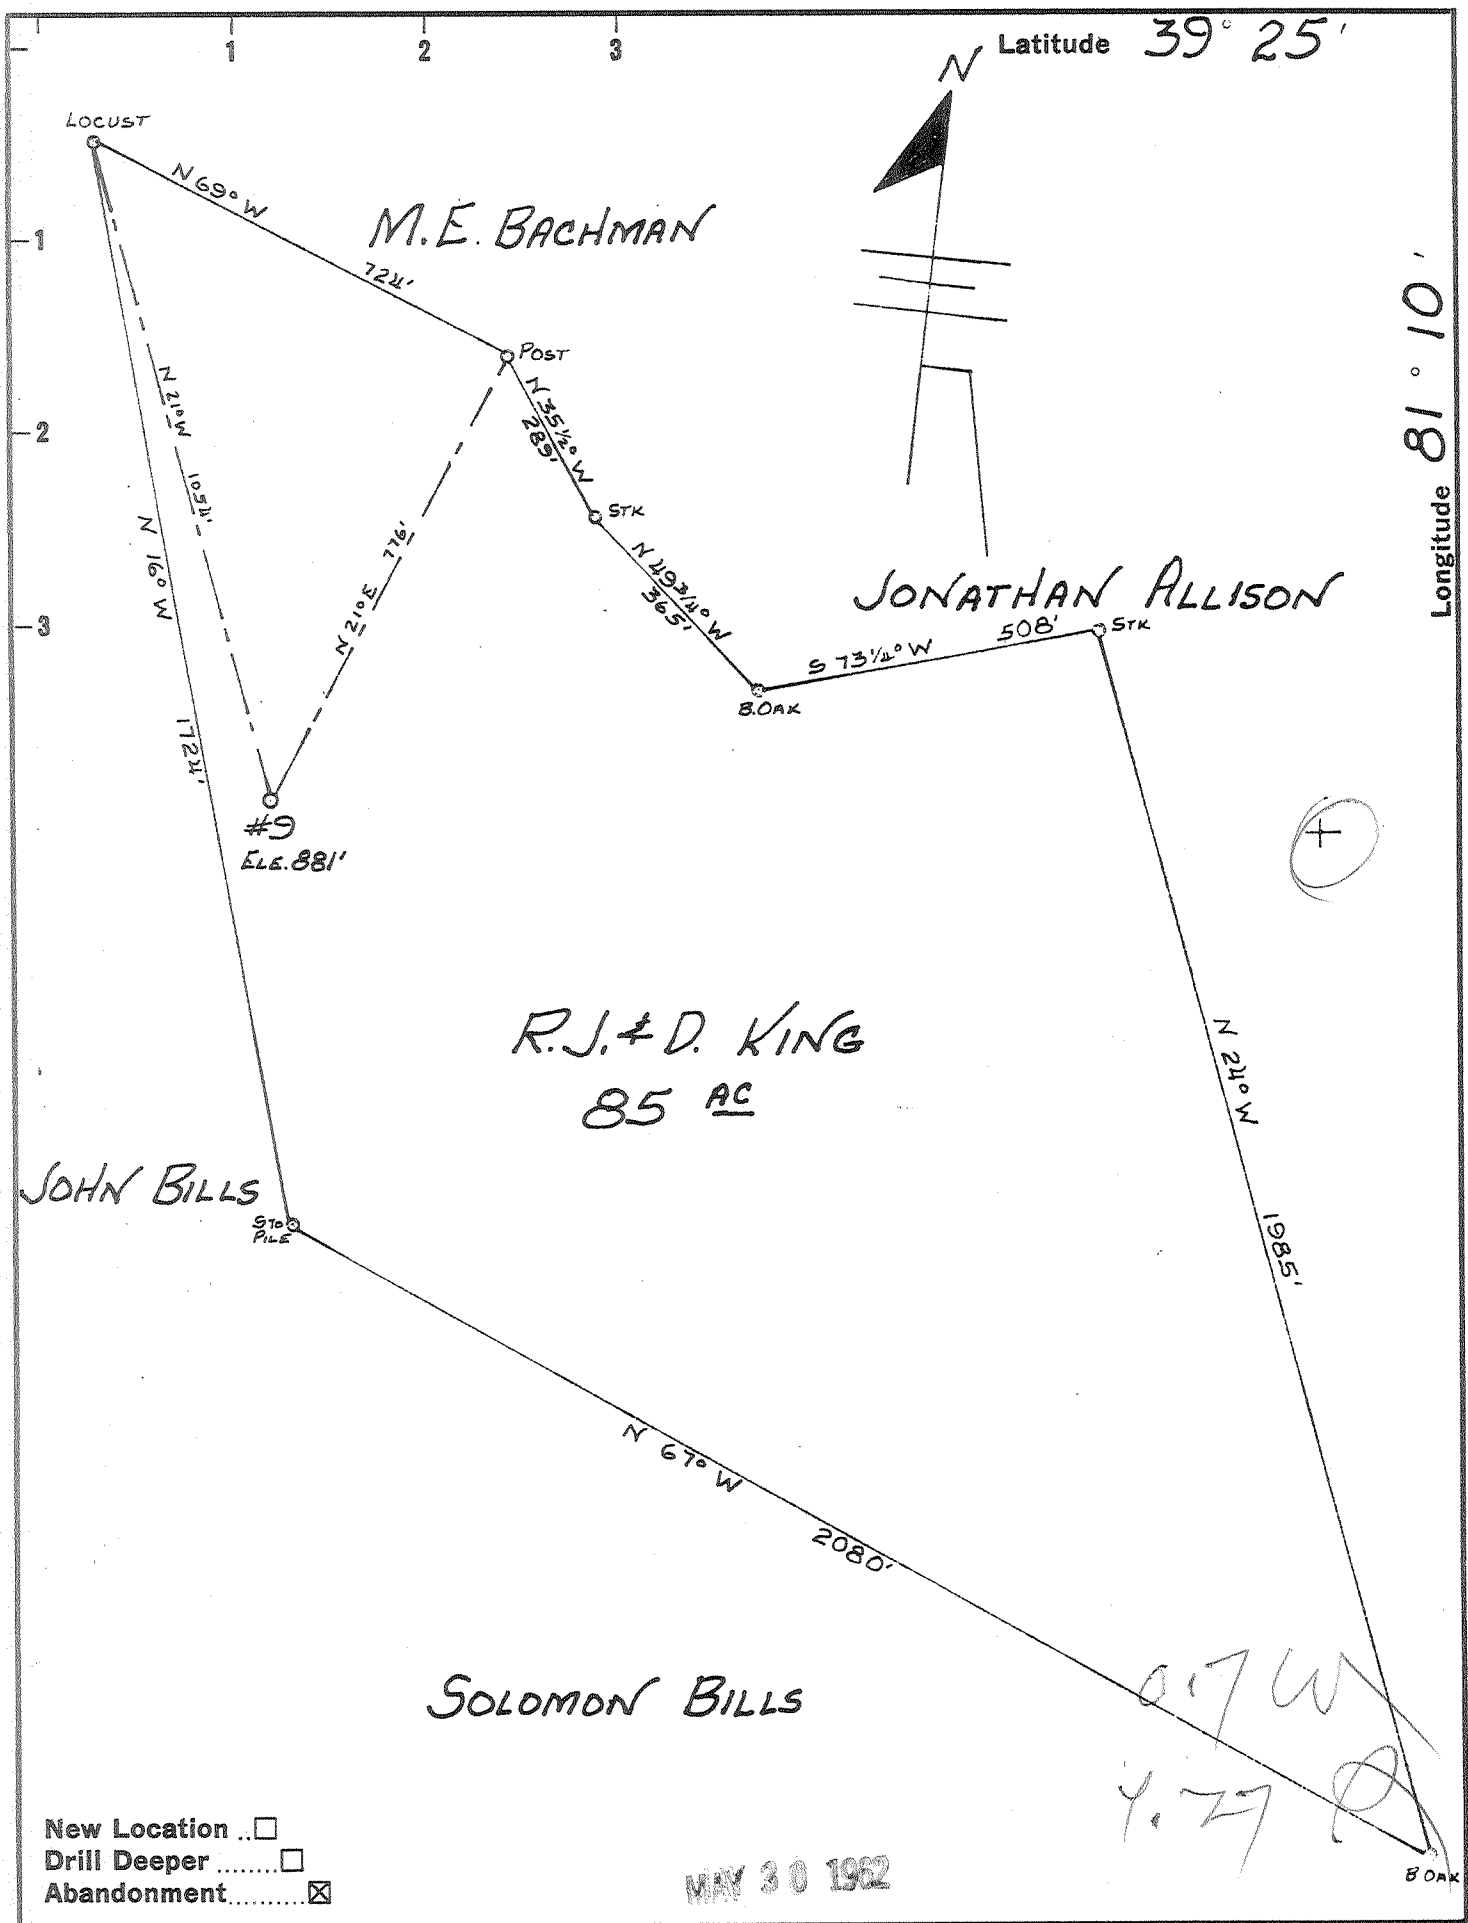 1 2 3
Latitude 39° 25'
N
LOCUST
N 69° W
724'
M.E. BACHMAN
1
POST
N 35½° W
289'
STK
N 21° W 1054'
N 21° E 776'
N 16° W
1724'
2
Longitude 81° 10'
N 49¾° W
365'
JONATHAN ALLISON
3
S 73¼° W 508'
STK
B.OAK
#9
ELE. 881'
R.J. & D. KING
85 AC
N 24° W
1985'
JOHN BILLS
STO
PILE
N 67° W
2080'
SOLOMON BILLS
0.7 W
B OAK
New Location ..☐
Drill Deeper .......☐
Abandonment..........☒
MAY 30 1962